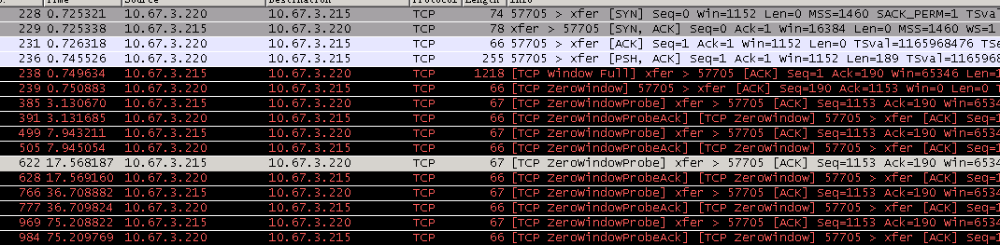 Time Source Destination Protocol Length Info
228 0.725321 10.67.3.220 10.67.3.215 TCP 74 57705 > xfer [SYN] Seq=0 Win=1152 Len=0 MSS=1460 SACK_PERM=1 TSva
229 0.725338 10.67.3.215 10.67.3.220 TCP 78 xfer > 57705 [SYN, ACK] Seq=0 Ack=1 Win=16384 Len=0 MSS=1460 WS=1
231 0.726318 10.67.3.220 10.67.3.215 TCP 66 57705 > xfer [ACK] Seq=1 Ack=1 Win=1152 Len=0 TSval=1165968476 TSe
236 0.745526 10.67.3.220 10.67.3.215 TCP 255 57705 > xfer [PSH, ACK] Seq=1 Ack=1 Win=1152 Len=189 TSval=1165968
238 0.749634 10.67.3.215 10.67.3.220 TCP 1218 [TCP Window Full] xfer > 57705 [ACK] Seq=1 Ack=190 Win=65346 Len=1
239 0.750883 10.67.3.220 10.67.3.215 TCP 66 [TCP ZeroWindow] 57705 > xfer [ACK] Seq=190 Ack=1153 Win=0 Len=0 T
385 3.130670 10.67.3.215 10.67.3.220 TCP 67 [TCP ZeroWindowProbe] xfer > 57705 [ACK] Seq=1153 Ack=190 Win=6534
391 3.131685 10.67.3.220 10.67.3.215 TCP 66 [TCP ZeroWindowProbeAck] [TCP ZeroWindow] 57705 > xfer [ACK] Seq=1
499 7.943211 10.67.3.215 10.67.3.220 TCP 67 [TCP ZeroWindowProbe] xfer > 57705 [ACK] Seq=1153 Ack=190 Win=6534
505 7.945054 10.67.3.220 10.67.3.215 TCP 66 [TCP ZeroWindowProbeAck] [TCP ZeroWindow] 57705 > xfer [ACK] Seq=1
622 17.568187 10.67.3.215 10.67.3.220 TCP 67 [TCP ZeroWindowProbe] xfer > 57705 [ACK] Seq=1153 Ack=190 Win=6534
628 17.569160 10.67.3.220 10.67.3.215 TCP 66 [TCP ZeroWindowProbeAck] [TCP ZeroWindow] 57705 > xfer [ACK] Seq=1
766 36.708882 10.67.3.215 10.67.3.220 TCP 67 [TCP ZeroWindowProbe] xfer > 57705 [ACK] Seq=1153 Ack=190 Win=6534
777 36.709824 10.67.3.220 10.67.3.215 TCP 66 [TCP ZeroWindowProbeAck] [TCP ZeroWindow] 57705 > xfer [ACK] Seq=1
969 75.208822 10.67.3.215 10.67.3.220 TCP 67 [TCP ZeroWindowProbe] xfer > 57705 [ACK] Seq=1153 Ack=190 Win=6534
984 75.209769 10.67.3.220 10.67.3.215 TCP 66 [TCP ZeroWindowProbeAck] [TCP ZeroWindow] 57705 > xfer [ACK] Seq=1